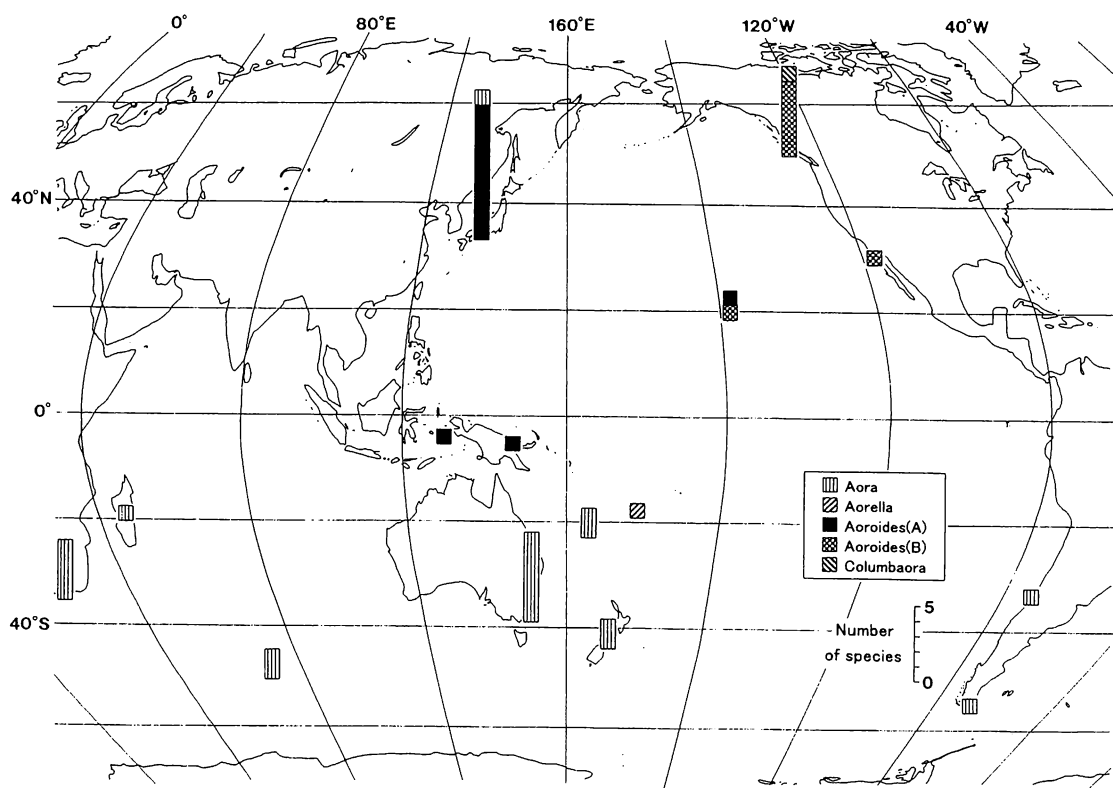 0° 80°E 160°E 120°W 40°W
40°N
0°
40°S
Aora
Aorella
Aoroides(A)
Aoroides(B)
Columbaora
Number
of species
5
0